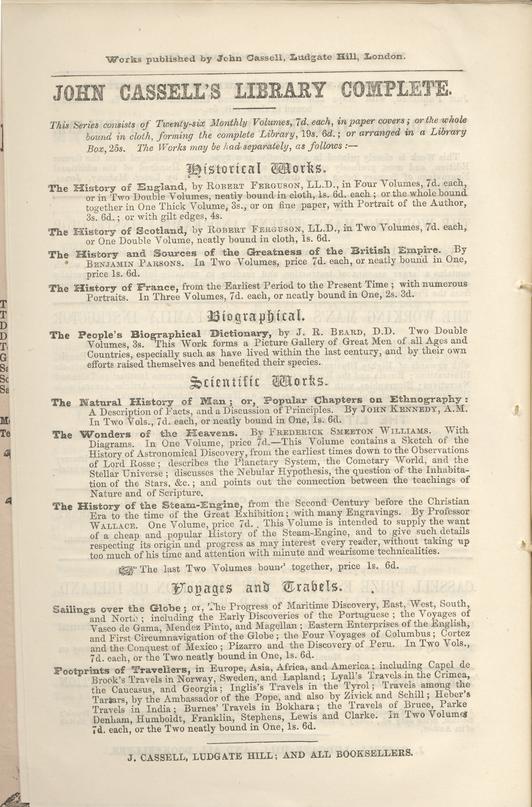 Works published by John Cassell, Ludgate Hill, London.
JOHN CASSELL'S LIBRARY COMPLETE.
This Series consists of Twenty-six Monthly Volumes, 7d. each, in paper covers; or the whole
bound in cloth, forming the complete Library, 19s. 6d.; or arranged in a Library
Box, 25s. The Works may be had separately, as follows :—
Historical Works.
The History of England, by ROBERT FERGUSON, LL.D., in Four Volumes, 7d. each,
or in Two Double Volumes, neatly bound in cloth, 1s. 6d. each; or the whole bound
together in One Thick Volume, 3s., or on fine paper, with Portrait of the Author,
3s. 6d.; or with gilt edges, 4s.
The History of Scotland, by ROBERT FERGUSON, LL.D., in Two Volumes, 7d. each,
or One Double Volume, neatly bound in cloth, 1s. 6d.
The History and Sources of the Greatness of the British Empire. By
BENJAMIN PARSONS. In Two Volumes, price 7d. each, or neatly bound in One,
price 1s. 6d.
The History of France, from the Earliest Period to the Present Time; with numerous
Portraits. In Three Volumes, 7d. each, or neatly bound in One, 2s. 3d.
Biographical.
The People's Biographical Dictionary, by J. R. BEARD, D.D. Two Double
Volumes, 3s. This Work forms a Picture Gallery of Great Men of all Ages and
Countries, especially such as have lived within the last century, and by their own
efforts raised themselves and benefited their species.
Scientific Works.
The Natural History of Man; or, Popular Chapters on Ethnography:
A Description of Facts, and a Discussion of Principles. By JOHN KENNEDY, A.M.
In Two Vols., 7d. each, or neatly bound in One, 1s. 6d.
The Wonders of the Heavens. By FREDERICK SMEETON WILLIAMS. With
Diagrams. In One Volume, price 7d.—This Volume contains a Sketch of the
History of Astronomical Discovery, from the earliest times down to the Observations
of Lord Rosse; describes the Planetary System, the Cometary World, and the
Stellar Universe; discusses the Nebular Hypothesis, the question of the Inhabita-
tion of the Stars, &c.; and points out the connection between the teachings of
Nature and of Scripture.
The History of the Steam-Engine, from the Second Century before the Christian
Era to the time of the Great Exhibition; with many Engravings. By Professor
WALLACE. One Volume, price 7d. This Volume is intended to supply the want
of a cheap and popular History of the Steam-Engine, and to give such details
respecting its origin and progress as may interest every reader, without taking up
too much of his time and attention with minute and wearisome technicalities.
The last Two Volumes bound together, price 1s. 6d.
Voyages and Travels.
Sailings over the Globe; or, The Progress of Maritime Discovery, East, West, South,
and North; including the Early Discoveries of the Portuguese; the Voyages of
Vasco de Gama, Mendez Pinto, and Magellan; Eastern Enterprises of the English,
and First Circumnavigation of the Globe; the Four Voyages of Columbus; Cortez
and the Conquest of Mexico; Pizarro and the Discovery of Peru. In Two Vols.,
7d. each, or the Two neatly bound in One, 1s. 6d.
Footprints of Travellers, in Europe, Asia, Africa, and America; including Capel de
Brook's Travels in Norway, Sweden, and Lapland; Lyall's Travels in the Crimea,
the Caucasus, and Georgia; Inglis's Travels in the Tyrol; Travels among the
Tartars, by the Ambassador of the Pope, and also by Zivick and Schill; Heber's
Travels in India; Burnes' Travels in Bokhara; the Travels of Bruce, Parke
Denham, Humboldt, Franklin, Stephens, Lewis and Clarke. In Two Volumes
7d. each, or the Two neatly bound in One, 1s. 6d.
J. CASSELL, LUDGATE HILL; AND ALL BOOKSELLERS.